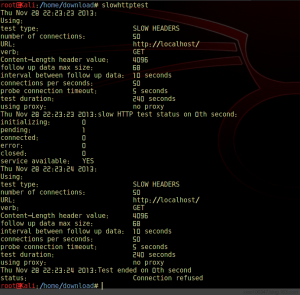 root@kali:/home/download# slowhttptest
Thu Nov 28 22:23:23 2013:
Using:
test type: SLOW HEADERS
number of connections: 50
URL: http://localhost/
verb: GET
Content-Length header value: 4096
follow up data max size: 68
interval between follow up data: 10 seconds
connections per seconds: 50
probe connection timeout: 5 seconds
test duration: 240 seconds
using proxy: no proxy
Thu Nov 28 22:23:23 2013:slow HTTP test status on 0th second:
initializing: 0
pending: 1
connected: 0
error: 0
closed: 0
service available: YES
Thu Nov 28 22:23:24 2013:
Using:
test type: SLOW HEADERS
number of connections: 50
URL: http://localhost/
verb: GET
Content-Length header value: 4096
follow up data max size: 68
interval between follow up data: 10 seconds
connections per seconds: 50
probe connection timeout: 5 seconds
test duration: 240 seconds
using proxy: no proxy
Thu Nov 28 22:23:24 2013:Test ended on 0th second
status: Connection refused
root@kali:/home/download#